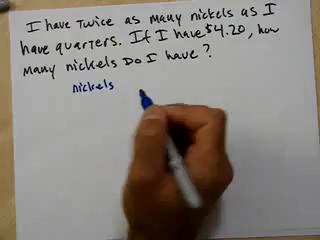 I have Twice as many nickels as I
have quarters. If I have $4.20, how
many nickels Do I have?
nickels